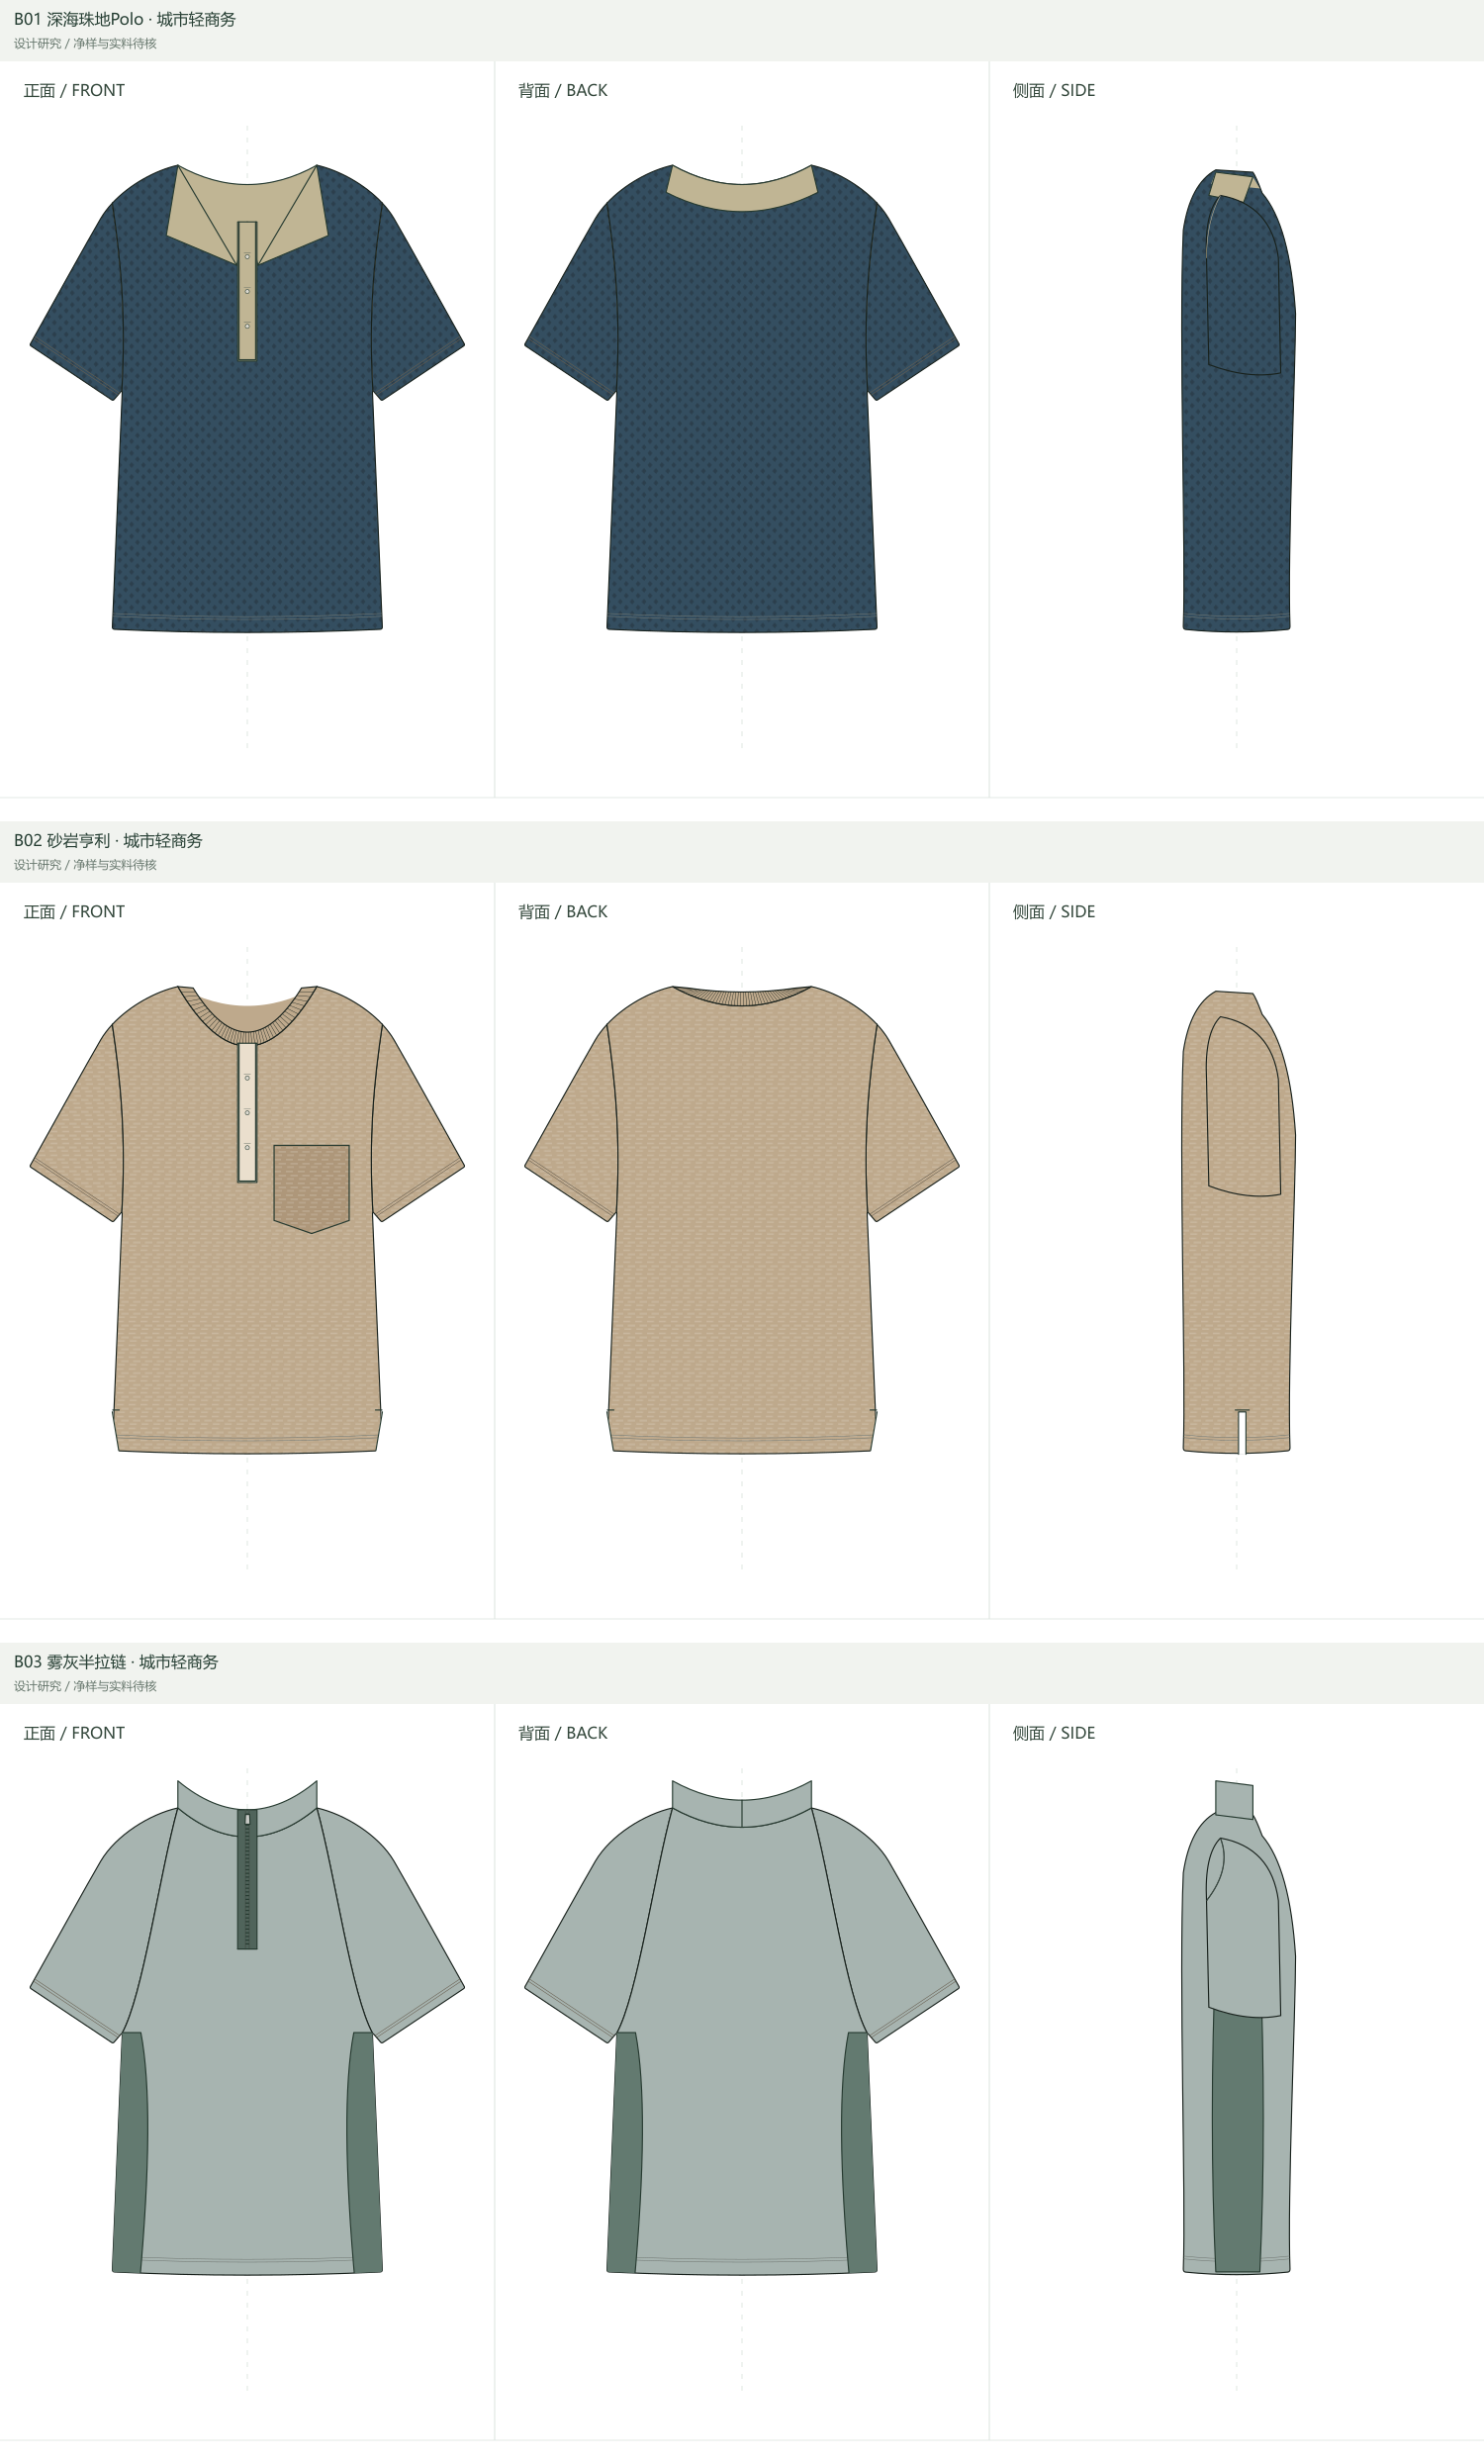 B01 深海珠地Polo · 城市轻商务
设计研究 / 净样与实料待核
正面 / FRONT
背面 / BACK
侧面 / SIDE
B02 砂岩亨利 · 城市轻商务
设计研究 / 净样与实料待核
正面 / FRONT
背面 / BACK
侧面 / SIDE
B03 雾灰半拉链 · 城市轻商务
设计研究 / 净样与实料待核
正面 / FRONT
背面 / BACK
侧面 / SIDE